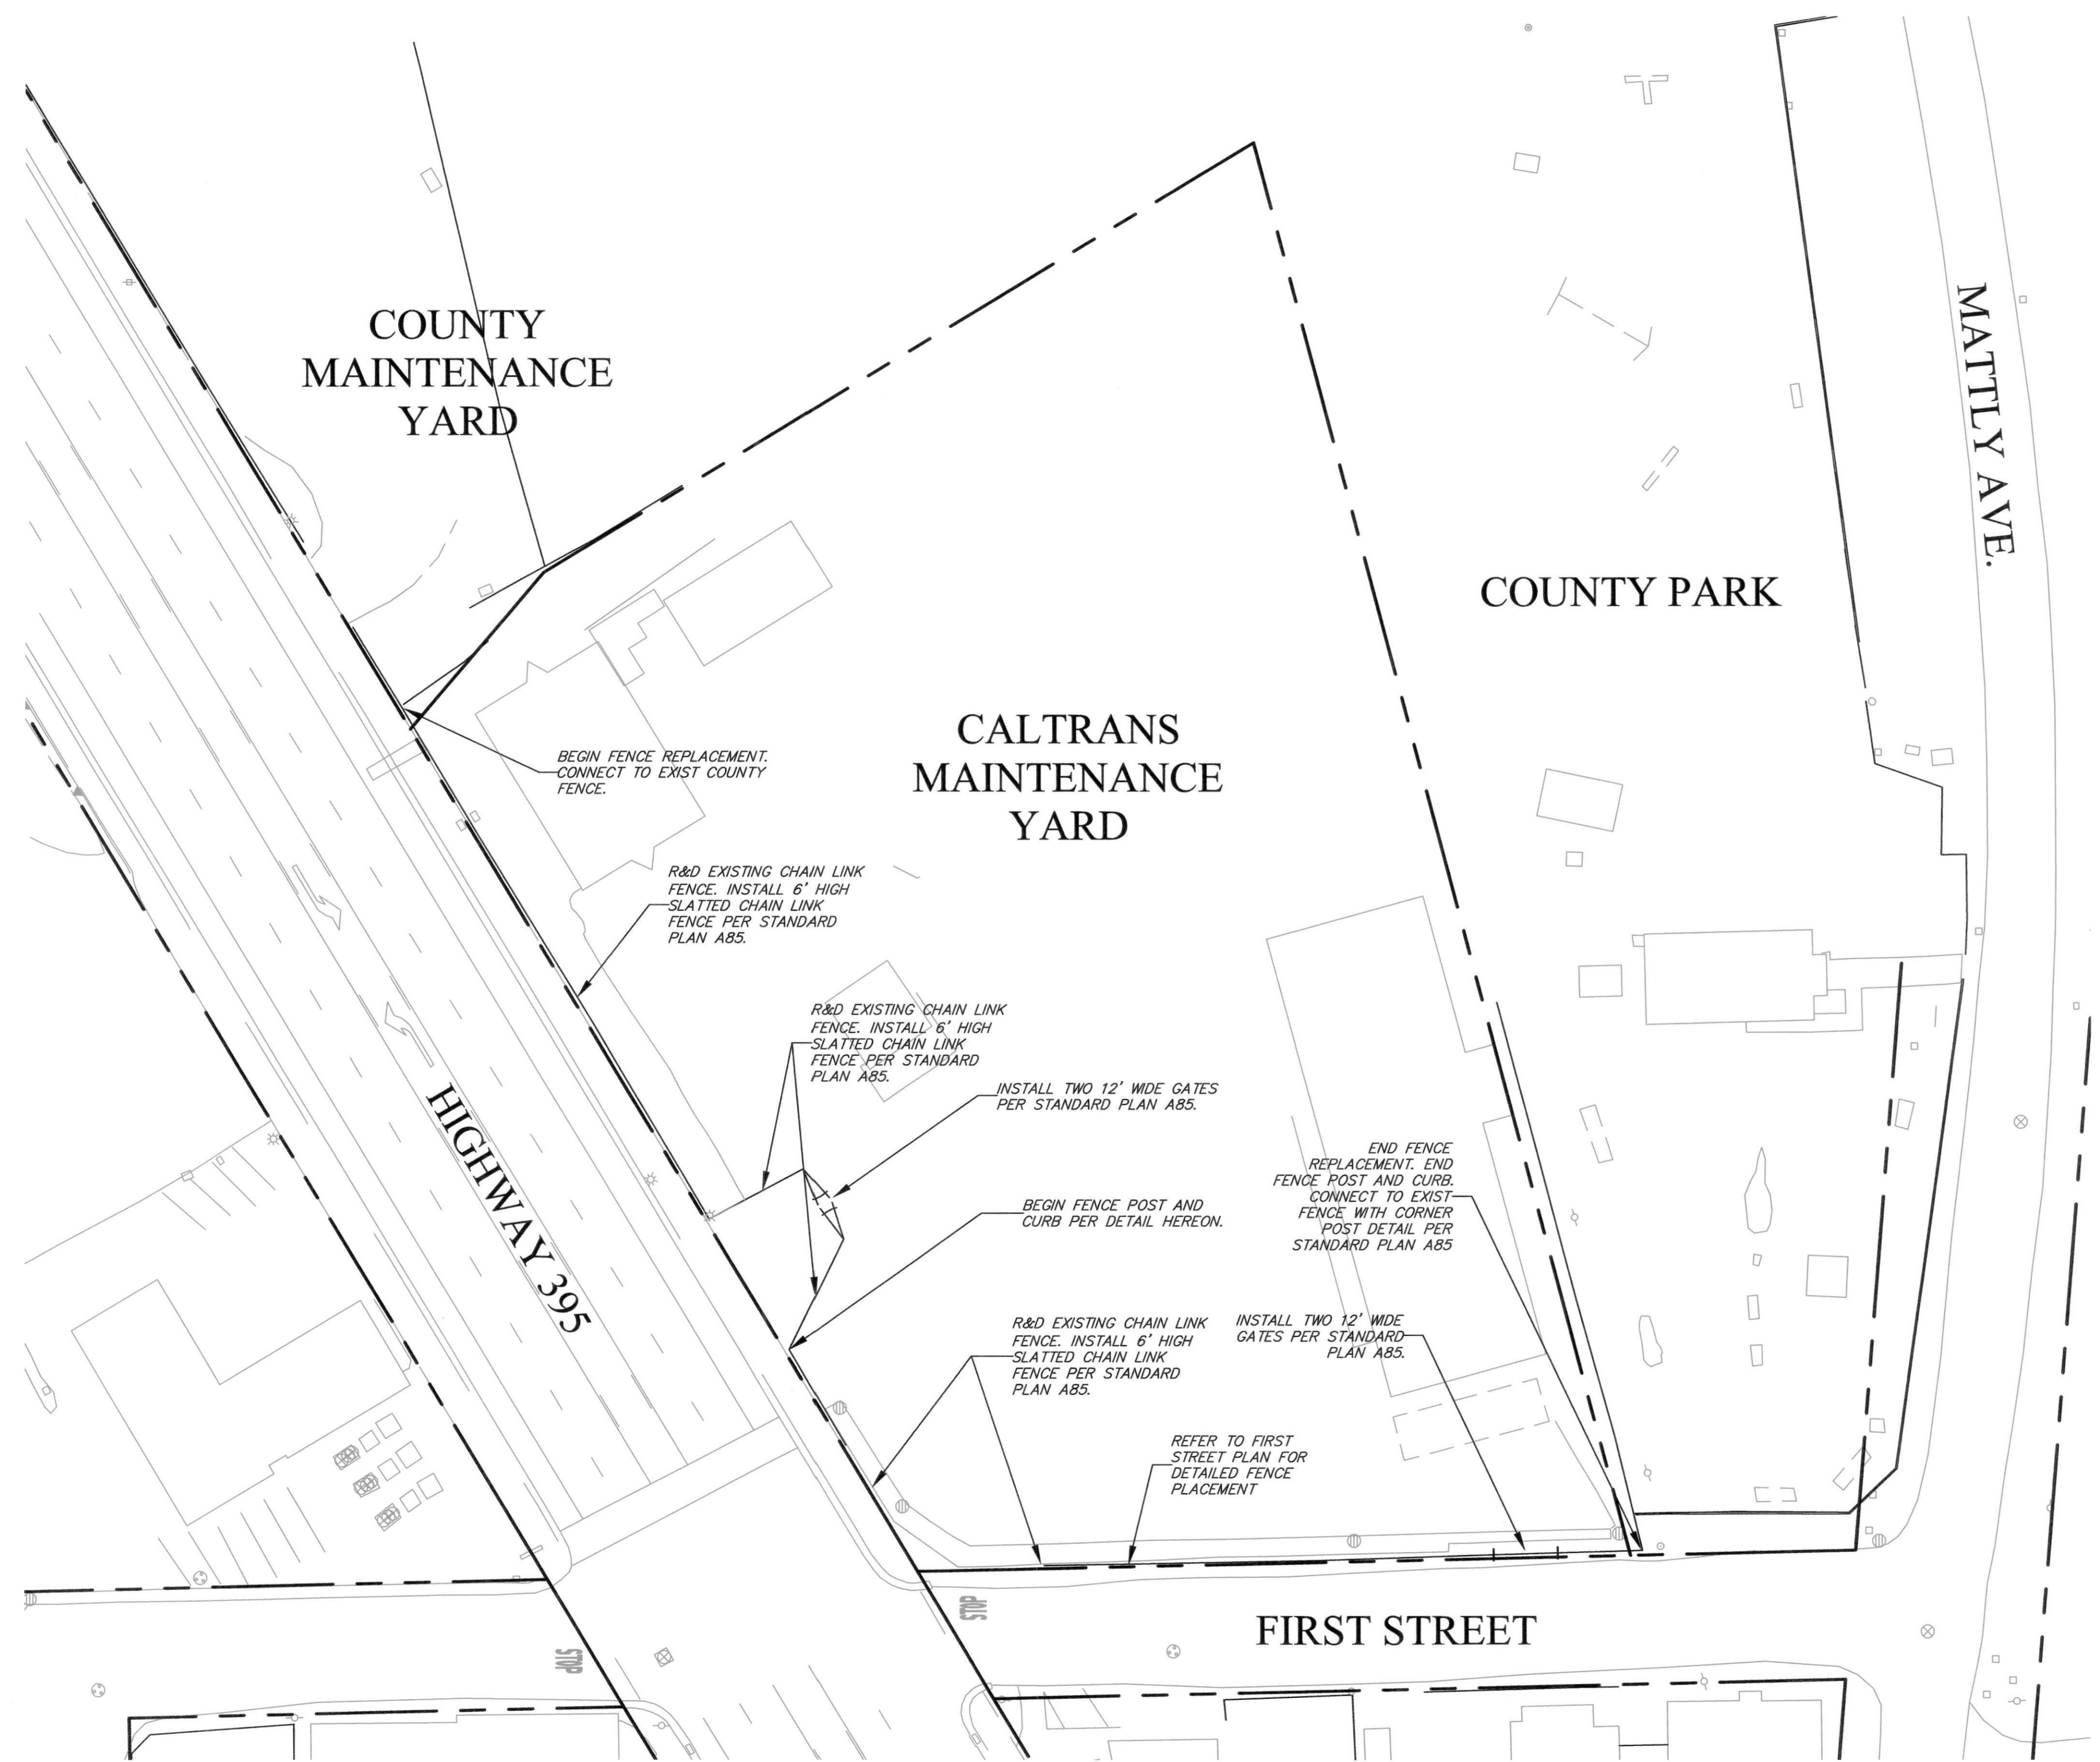 COUNTY
MAINTENANCE
YARD
MATTLY AVE.
COUNTY PARK
CALTRANS
MAINTENANCE
YARD
BEGIN FENCE REPLACEMENT.
CONNECT TO EXIST COUNTY
FENCE.
R&D EXISTING CHAIN LINK
FENCE. INSTALL 6' HIGH
SLATTED CHAIN LINK
FENCE PER STANDARD
PLAN A85.
R&D EXISTING CHAIN LINK
FENCE. INSTALL 6' HIGH
SLATTED CHAIN LINK
FENCE PER STANDARD
PLAN A85.
INSTALL TWO 12' WIDE GATES
PER STANDARD PLAN A85.
HIGHWAY 395
END FENCE
REPLACEMENT. END
FENCE POST AND CURB.
CONNECT TO EXIST
FENCE WITH CORNER
POST DETAIL PER
STANDARD PLAN A85
BEGIN FENCE POST AND
CURB PER DETAIL HEREON.
R&D EXISTING CHAIN LINK
FENCE. INSTALL 6' HIGH
SLATTED CHAIN LINK
FENCE PER STANDARD
PLAN A85.
INSTALL TWO 12' WIDE
GATES PER STANDARD
PLAN A85.
REFER TO FIRST
STREET PLAN FOR
DETAILED FENCE
PLACEMENT
STOP
FIRST STREET
STOP